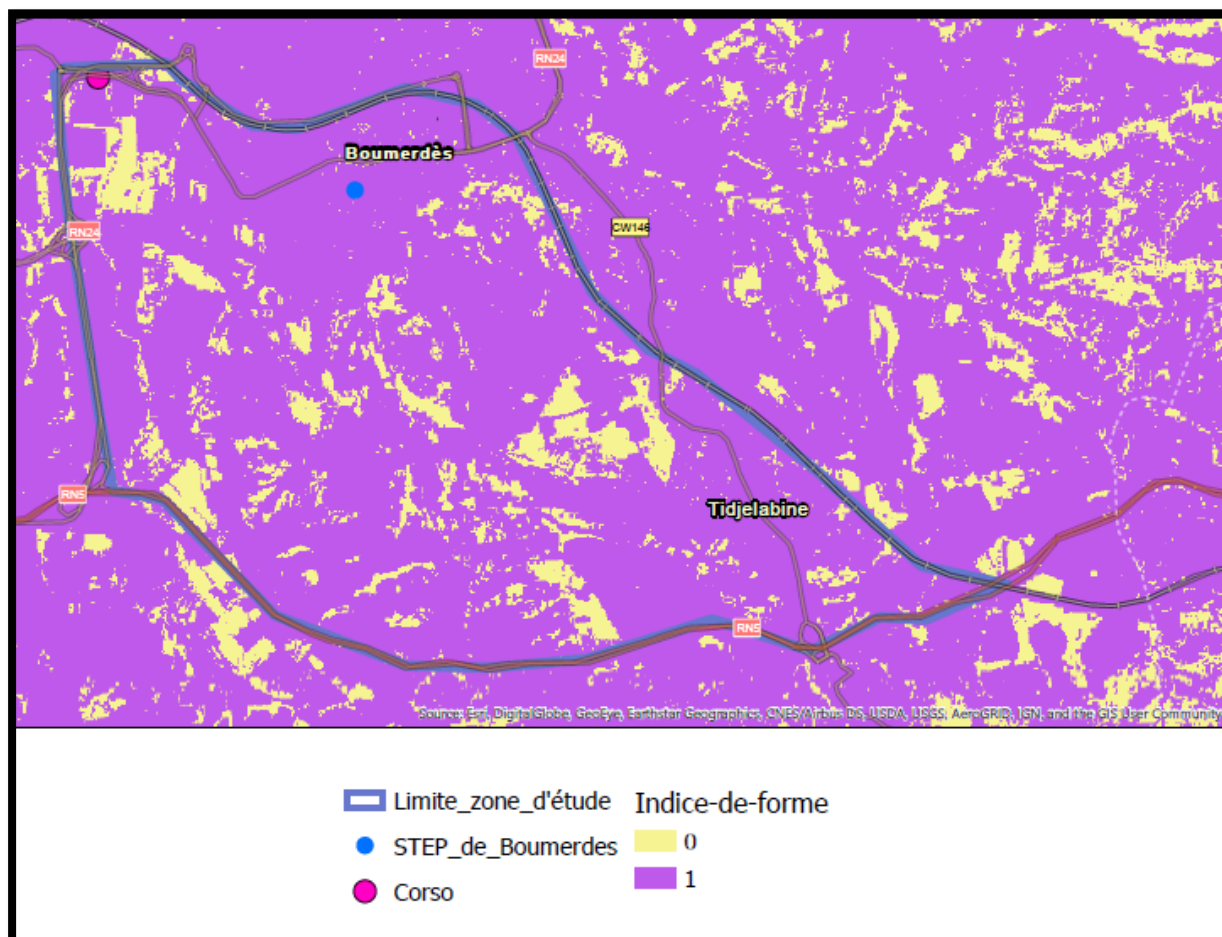 RN24
Boumerdès
RN24
CW146
RN5
Tidjelabine
RN5
Source: Esri, DigitalGlobe, GeoEye, Earthstar Geographics, CNES/Airbus DS, USDA, USGS, AeroGRID, IGN, and the GIS User Community
Limite_zone_d'étude
STEP_de_Boumerdes
Corso
Indice-de-forme
0
1